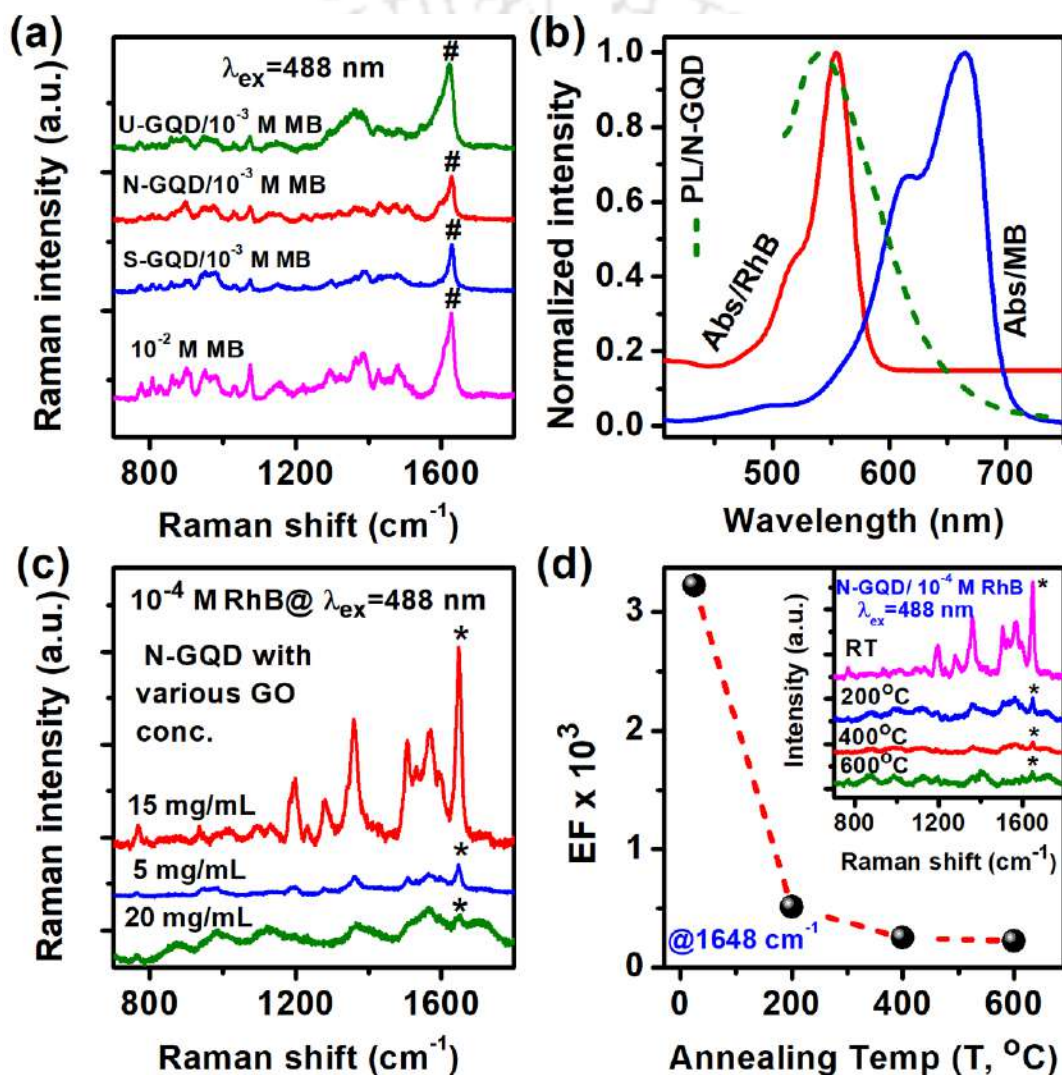 (a)
λex=488 nm
#
U-GQD/10⁻³ M MB
#
N-GQD/10⁻³ M MB
#
S-GQD/10⁻³ M MB
#
10⁻² M MB
Raman intensity (a.u.)
800 1200 1600
Raman shift (cm⁻¹)
(b)
1.0
0.8
0.6
0.4
0.2
0.0
Normalized intensity
PL/N-GQD
Abs/RhB
Abs/MB
500 600 700
Wavelength (nm)
(c)
10⁻⁴ M RhB@ λex=488 nm
N-GQD with
various GO
conc.
*
15 mg/mL
*
5 mg/mL
*
20 mg/mL
Raman intensity (a.u.)
800 1200 1600
Raman shift (cm⁻¹)
(d)
3
2
1
0
EF x 10³
@1648 cm⁻¹
0 200 400 600
Annealing Temp (T, °C)
N-GQD/ 10⁻⁴ M RhB
λex=488 nm
*
RT
*
200°C
*
400°C
*
600°C
Intensity (a.u.)
800 1200 1600
Raman shift (cm⁻¹)